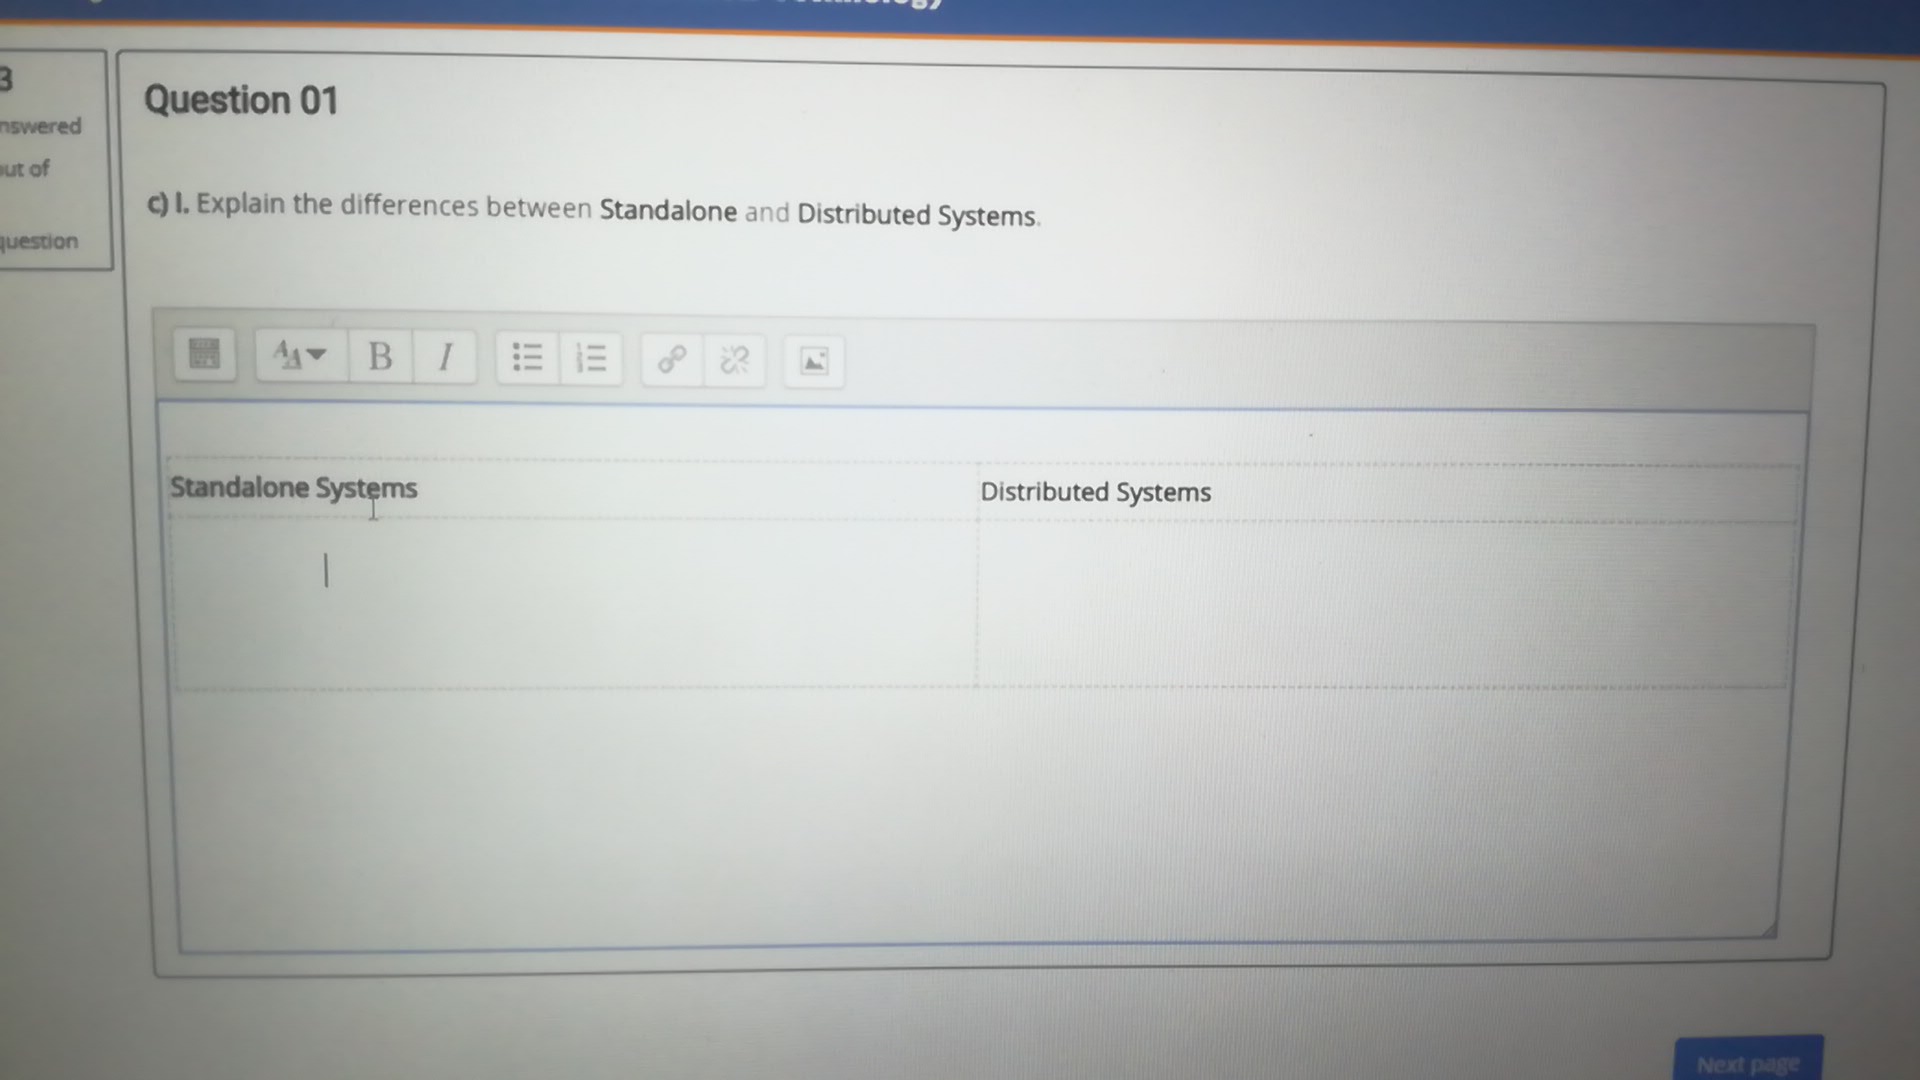 3
Question 01
nswered
out of
c) I. Explain the differences between Standalone and Distributed Systems.
question
B I
Standalone Systems
Distributed Systems
Next page